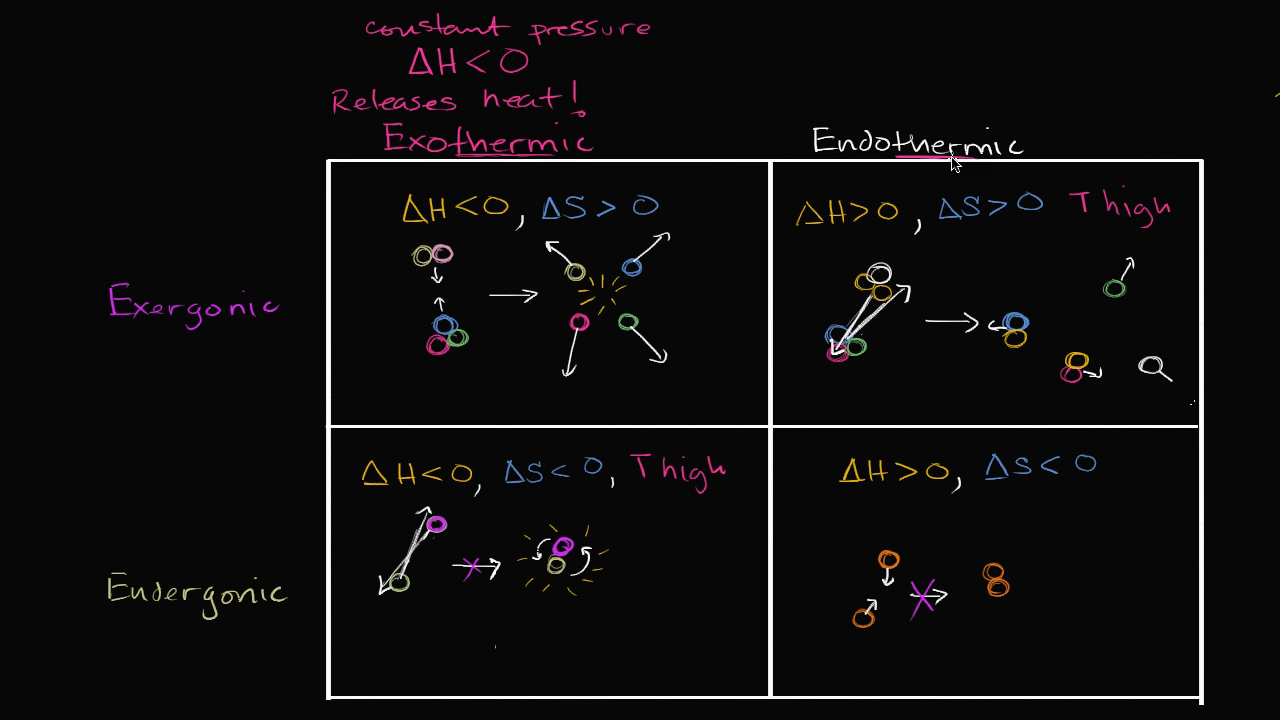 constant pressure
ΔH < O
Releases heat!
Exothermic
Endothermic
ΔH < O, ΔS > O
ΔH > O, ΔS > O T high
Exergonic
ΔH < O, ΔS < O, T high
ΔH > O, ΔS < O
Endergonic